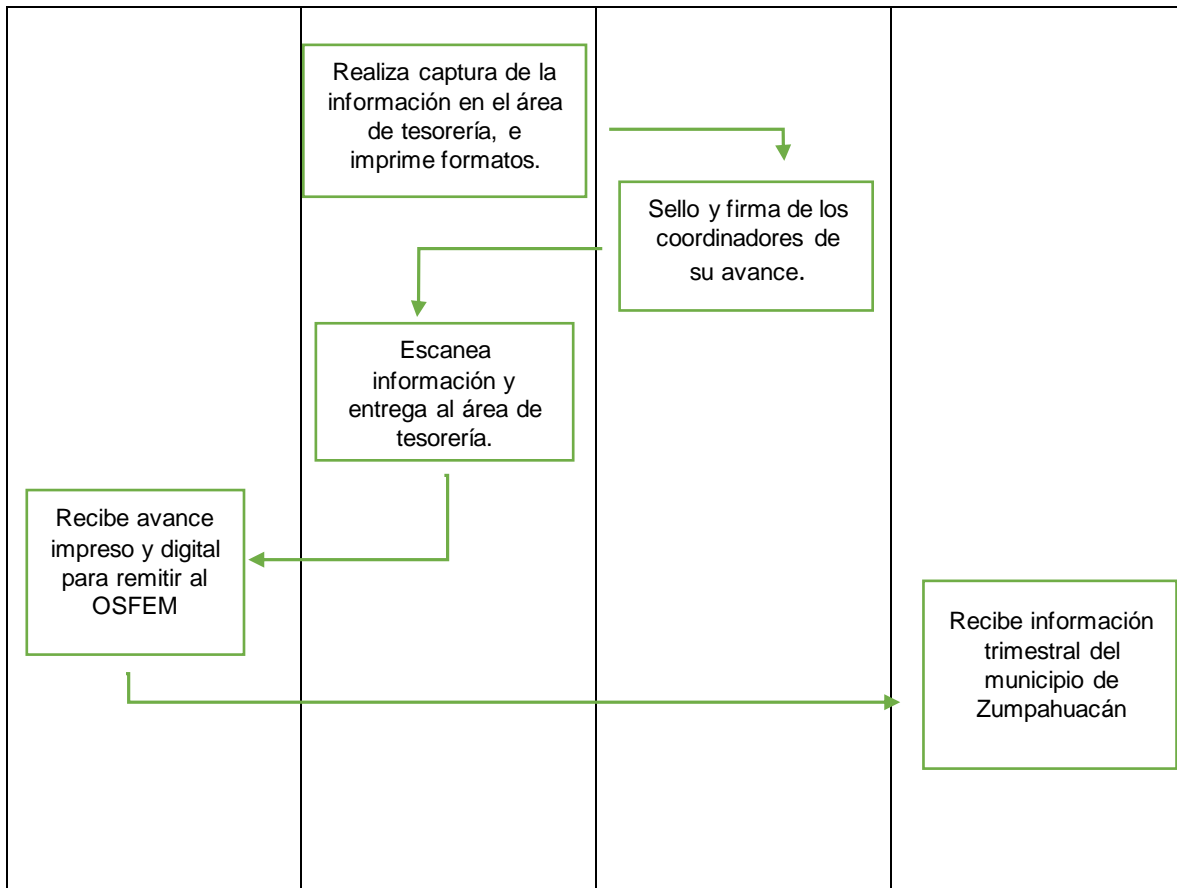 Realiza captura de la
información en el área
de tesorería, e
imprime formatos.
Sello y firma de los
coordinadores de
su avance.
Escanea
información y
entrega al área de
tesorería.
Recibe avance
impreso y digital
para remitir al
OSFEM
Recibe información
trimestral del
municipio de
Zumpahuacán